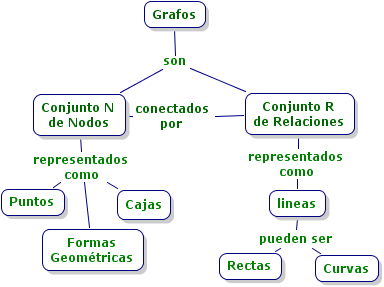 Grafos
son
Conjunto N
de Nodos
conectados
por
Conjunto R
de Relaciones
representados
como
representados
como
Puntos
Cajas
lineas
Formas
Geométricas
pueden ser
Rectas
Curvas